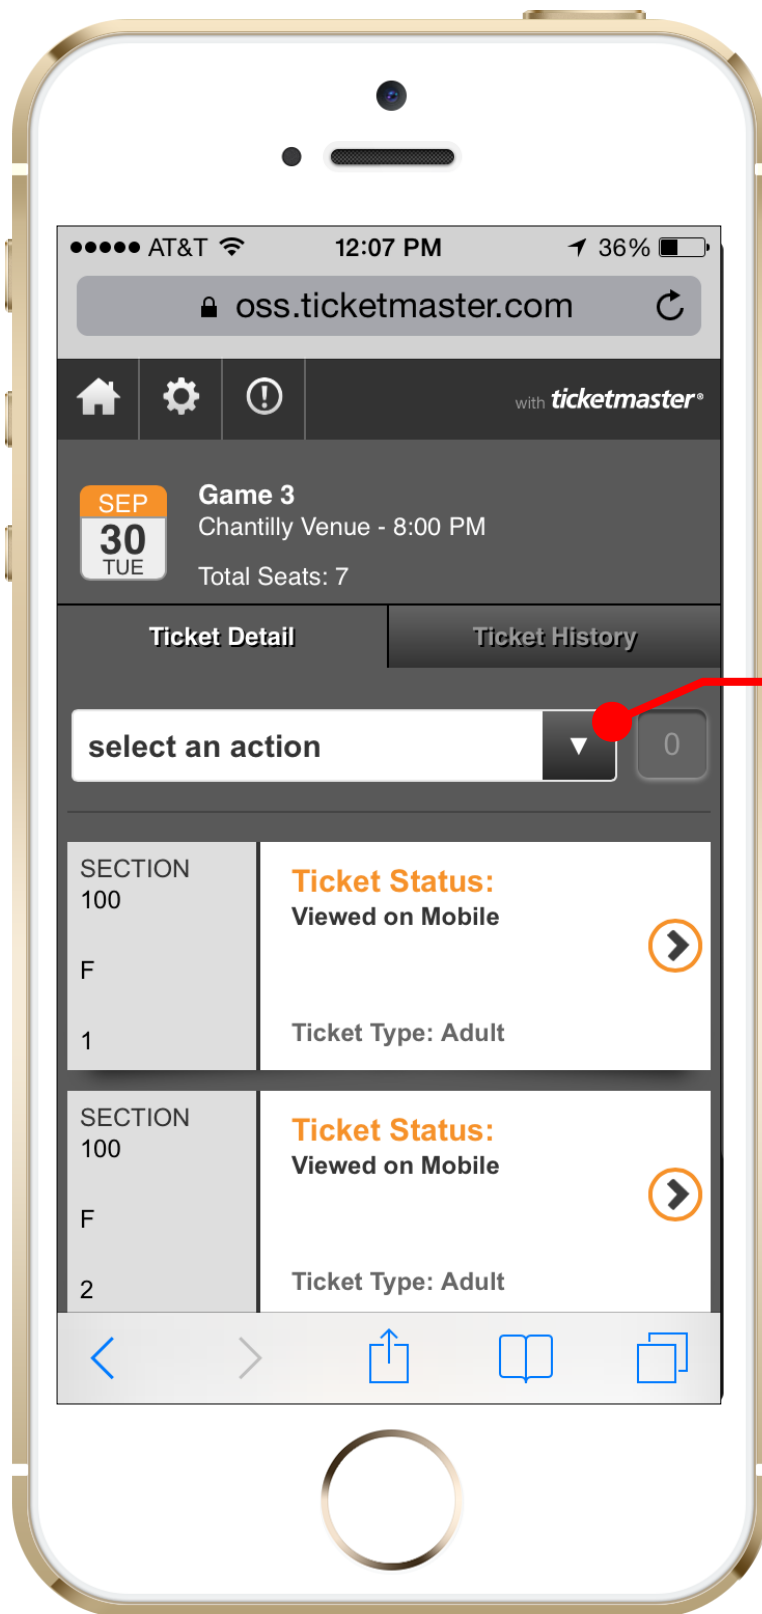 AT&T 12:07 PM 36%
oss.ticketmaster.com
with ticketmaster®
SEP
30
TUE
Game 3
Chantilly Venue - 8:00 PM
Total Seats: 7
Ticket Detail Ticket History
select an action 0
SECTION
100
F
1
Ticket Status:
Viewed on Mobile
Ticket Type: Adult
SECTION
100
F
2
Ticket Status:
Viewed on Mobile
Ticket Type: Adult